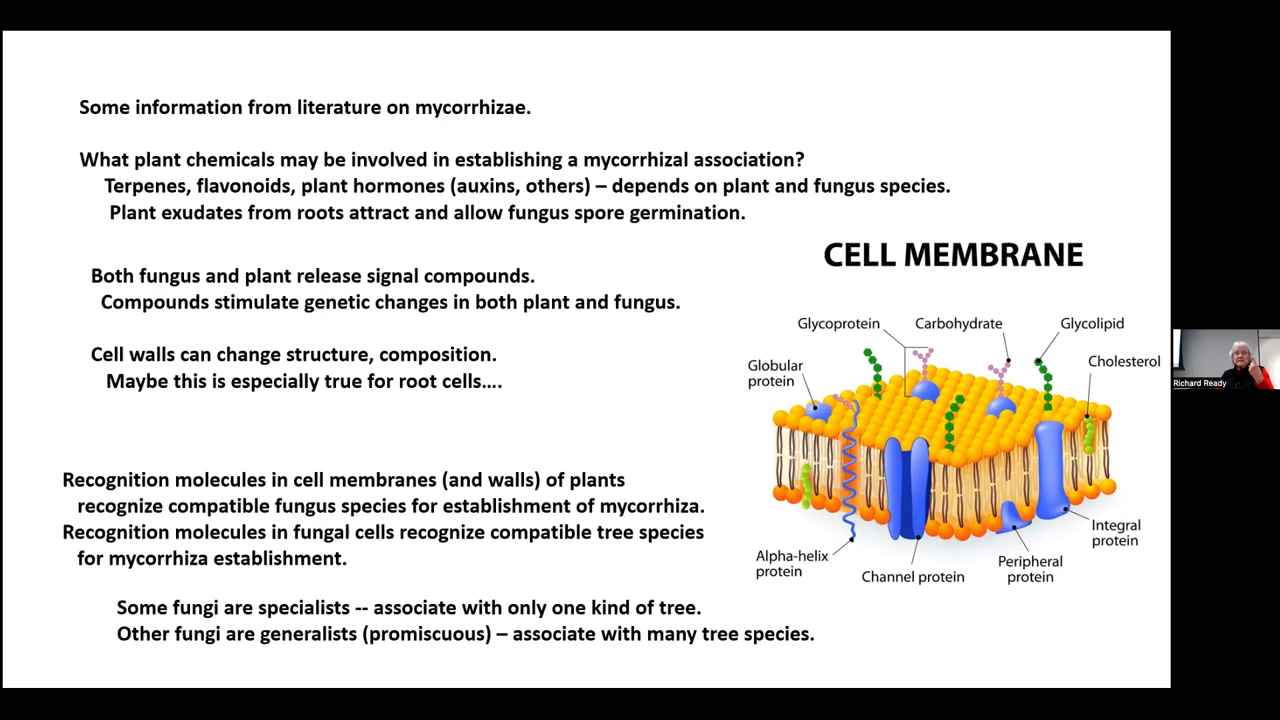 Some information from literature on mycorrhizae.
What plant chemicals may be involved in establishing a mycorrhizal association?
Terpenes, flavonoids, plant hormones (auxins, others) – depends on plant and fungus species.
Plant exudates from roots attract and allow fungus spore germination.
Both fungus and plant release signal compounds.
Compounds stimulate genetic changes in both plant and fungus.
Cell walls can change structure, composition.
Maybe this is especially true for root cells....
Recognition molecules in cell membranes (and walls) of plants
recognize compatible fungus species for establishment of mycorrhiza.
Recognition molecules in fungal cells recognize compatible tree species
for mycorrhiza establishment.
Some fungi are specialists -- associate with only one kind of tree.
Other fungi are generalists (promiscuous) – associate with many tree species.
CELL MEMBRANE
Glycoprotein
Carbohydrate
Glycolipid
Globular
protein
Cholesterol
Alpha-helix
protein
Channel protein
Peripheral
protein
Integral
protein
Richard Ready